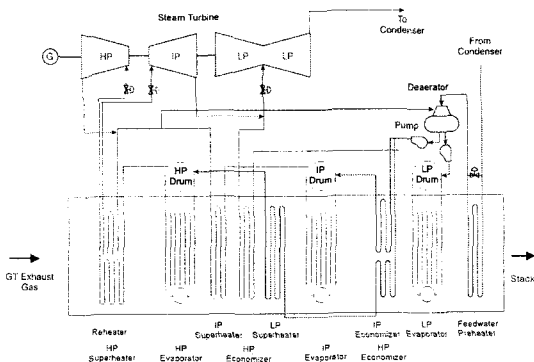 Steam Turbine
To
Condenser
From
Condenser
G
HP
IP
LP
LP
Deaerator
Pump
HP
Drum
IP
Drum
LP
Drum
GT Exhaust
Gas
Stack
Reheater
HP
Superheater
HP
Evaporator
IP
Superheater
HP
Economizer
LP
Superheater
IP
Evaporator
IP
Economizer
HP
Economizer
LP
Evaporator
Feedwater
Preheater